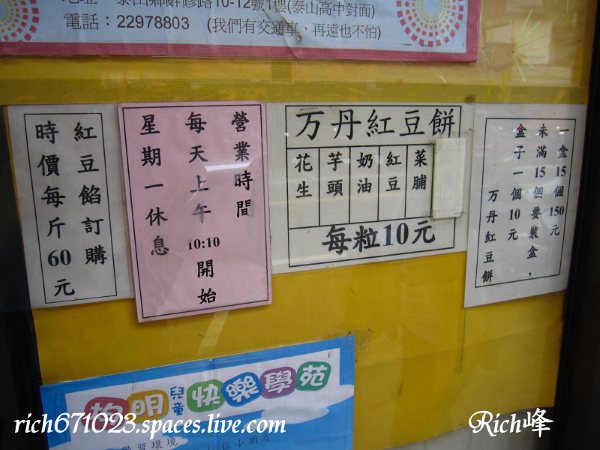 電話：22978803 （我們有交通車，再遠也不怕）
紅豆餡訂購
時價每斤60元
營業時間
每天上午10:10開始
星期一休息
万丹紅豆餅
菜脯
紅豆
奶油
芋頭
花生
每粒10元
一盒15個150元
未滿15個要裝盒，
盒子一個10元
万丹紅豆餅
明兒童快樂學苑
rich671023.spaces.live.com
Rich峰